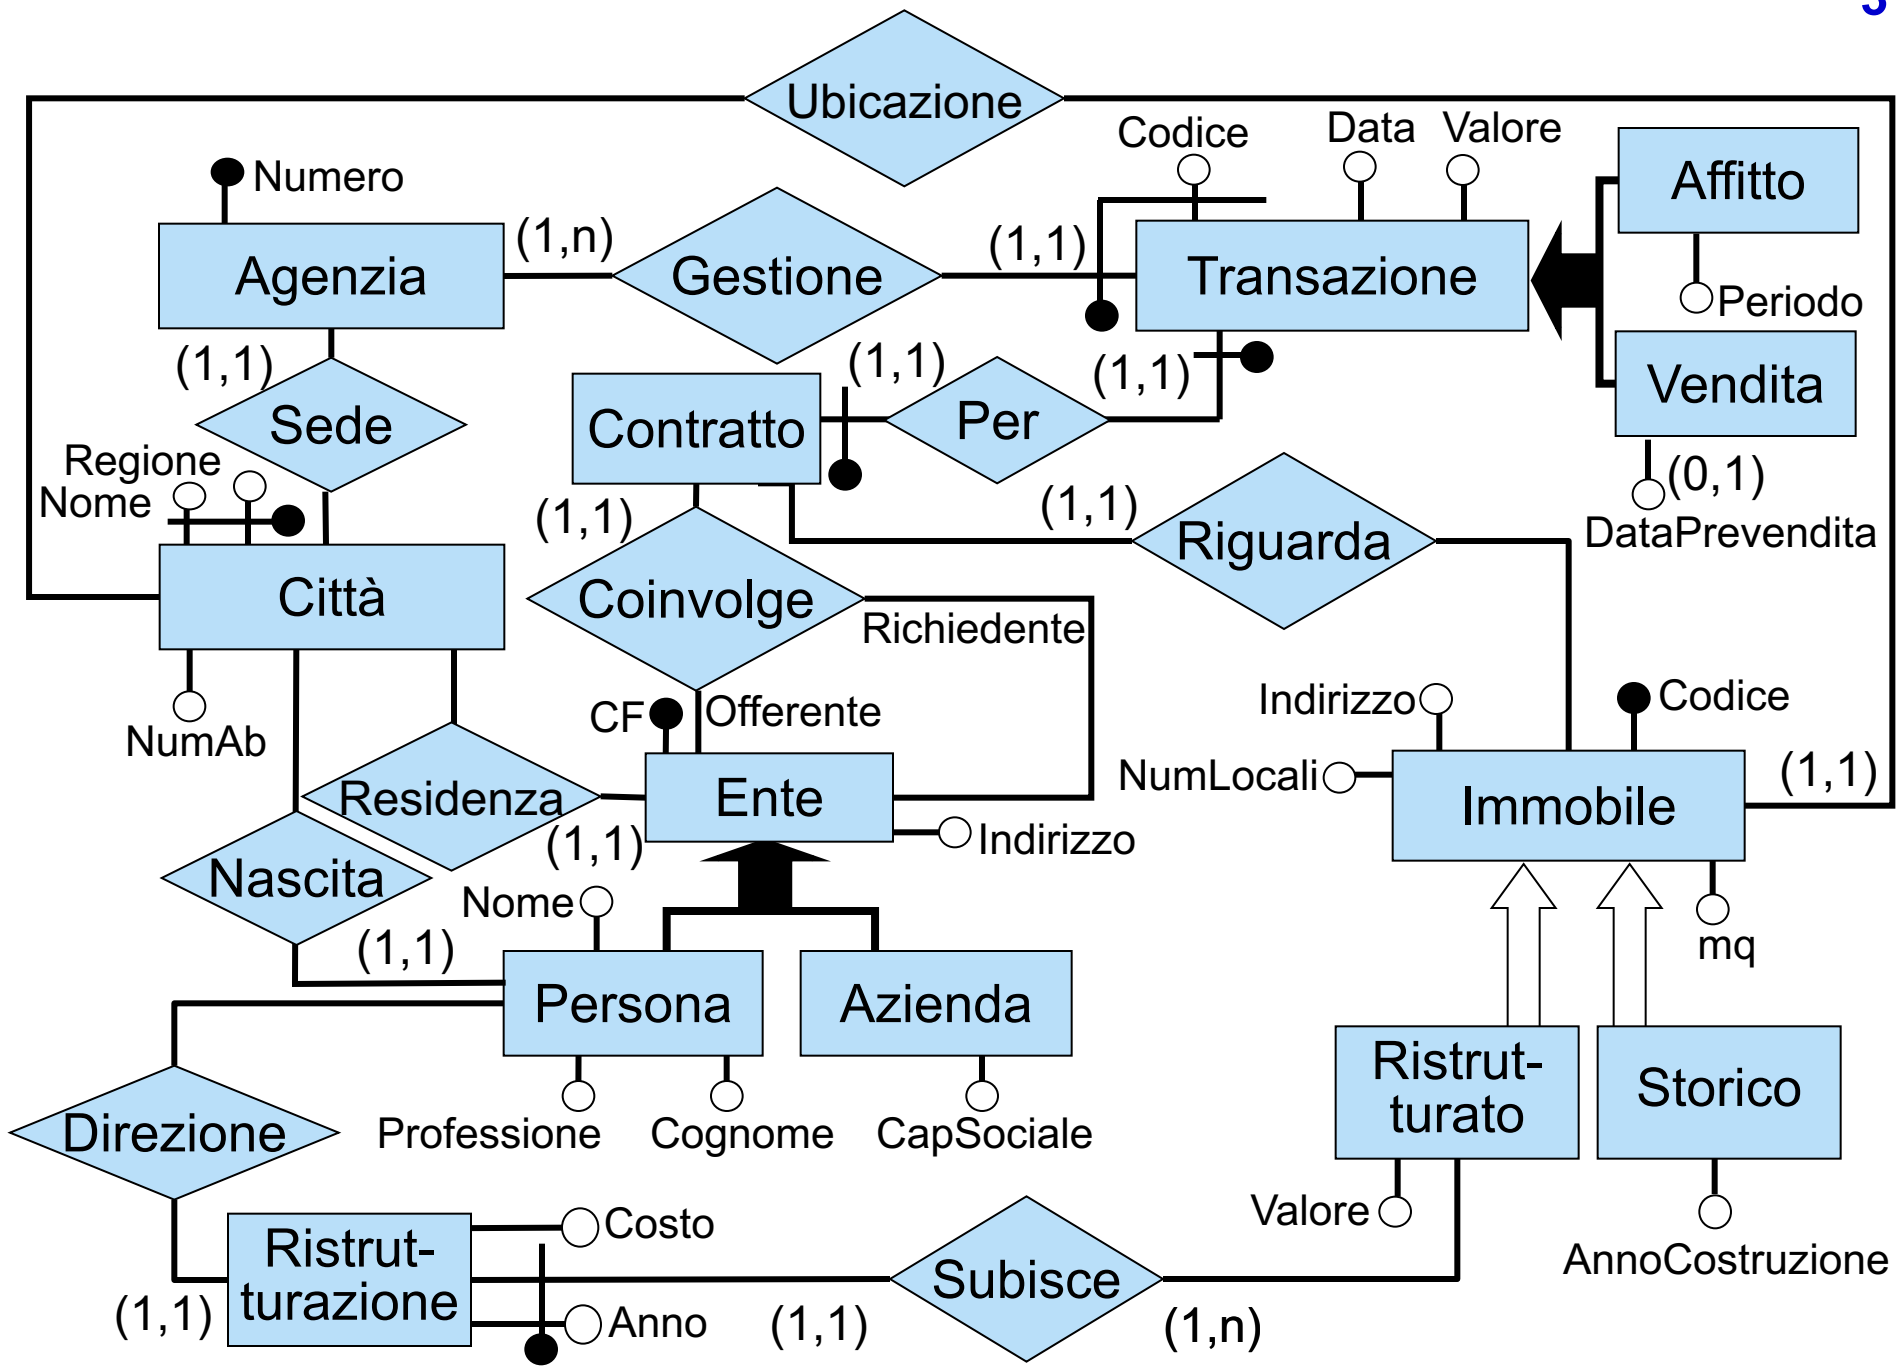 3
Ubicazione
Codice
Data
Valore
Affitto
Numero
(1,n)
(1,1)
Agenzia
Gestione
Transazione
Periodo
(1,1)
(1,1)
(1,1)
Vendita
Sede
Contratto
Per
Regione
Nome
(0,1)
DataPrevendita
(1,1)
(1,1)
Riguarda
Città
Coinvolge
Richiedente
NumAb
CF
Offerente
Indirizzo
Codice
NumLocali
(1,1)
Residenza
Ente
Immobile
(1,1)
Indirizzo
Nascita
Nome
(1,1)
mq
Persona
Azienda
Ristrut-
turato
Storico
Direzione
Professione
Cognome
CapSociale
Valore
AnnoCostruzione
Ristrut-
turazione
Costo
Anno
Subisce
(1,1)
(1,1)
(1,n)